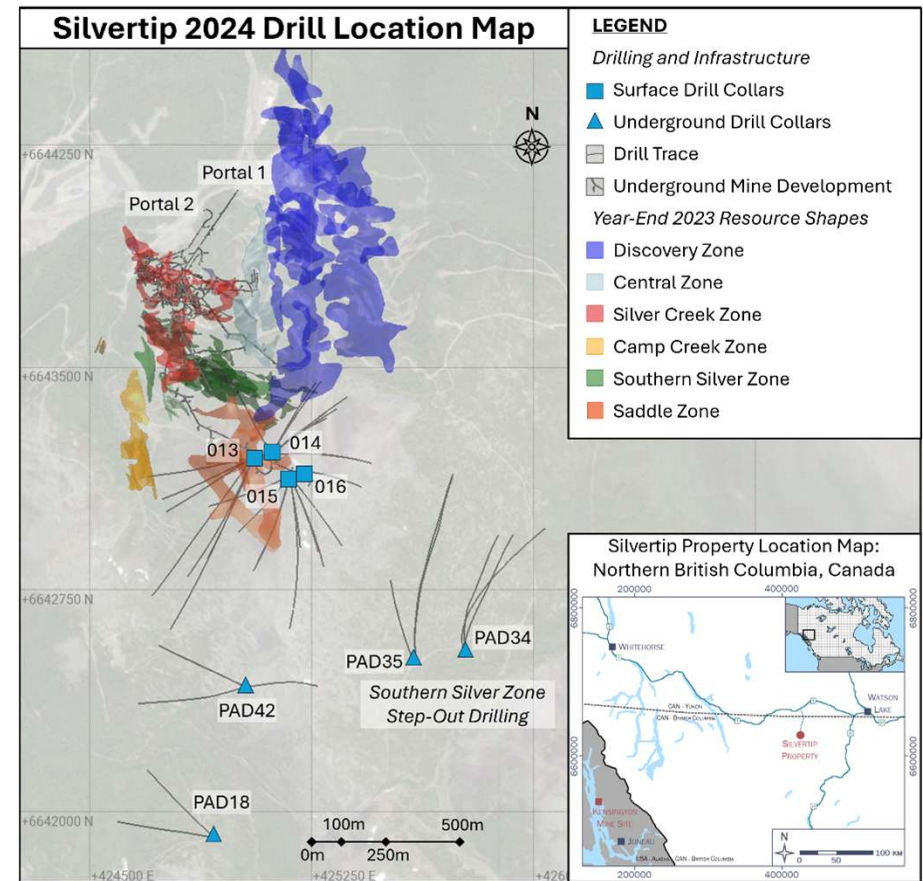 Silvertip 2024 Drill Location Map
LEGEND
Drilling and Infrastructure
Surface Drill Collars
Underground Drill Collars
Drill Trace
Underground Mine Development
Year-End 2023 Resource Shapes
Discovery Zone
Central Zone
Silver Creek Zone
Camp Creek Zone
Southern Silver Zone
Saddle Zone
N
+6644250 N
Portal 1
Portal 2
+6643500 N
013
014
015
016
+6642750 N
PAD34
PAD35
Southern Silver Zone
Step-Out Drilling
PAD42
PAD18
+6642000 N
100m
500m
0m
250m
+424500 E
+425250 E
Silvertip Property Location Map:
Northern British Columbia, Canada
200000
400000
6800000
WHITEHORSE
WATSON
LAKE
CAN - YUKON
CAN - BRITISH COLUMBIA
SILVERTIP
PROPERTY
6600000
KENSINGTON
MINE SITE
JUNEAU
USA - ALASKA
CAN - BRITISH COLUMBIA
N
0
50
100 KM
200000
400000